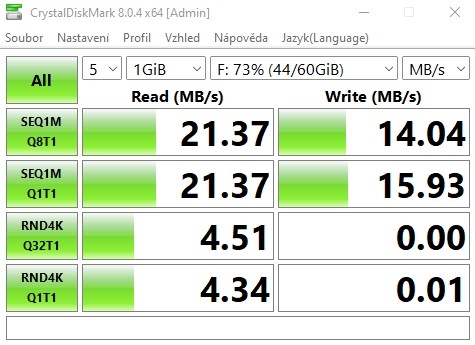 CrystalDiskMark 8.0.4 x64 [Admin]
Soubor Nastavení Profil Vzhled Nápověda Jazyk(Language)
All 5 1GiB F: 73% (44/60GiB) MB/s
Read (MB/s) Write (MB/s)
SEQ1M Q8T1 21.37 14.04
SEQ1M Q1T1 21.37 15.93
RND4K Q32T1 4.51 0.00
RND4K Q1T1 4.34 0.01